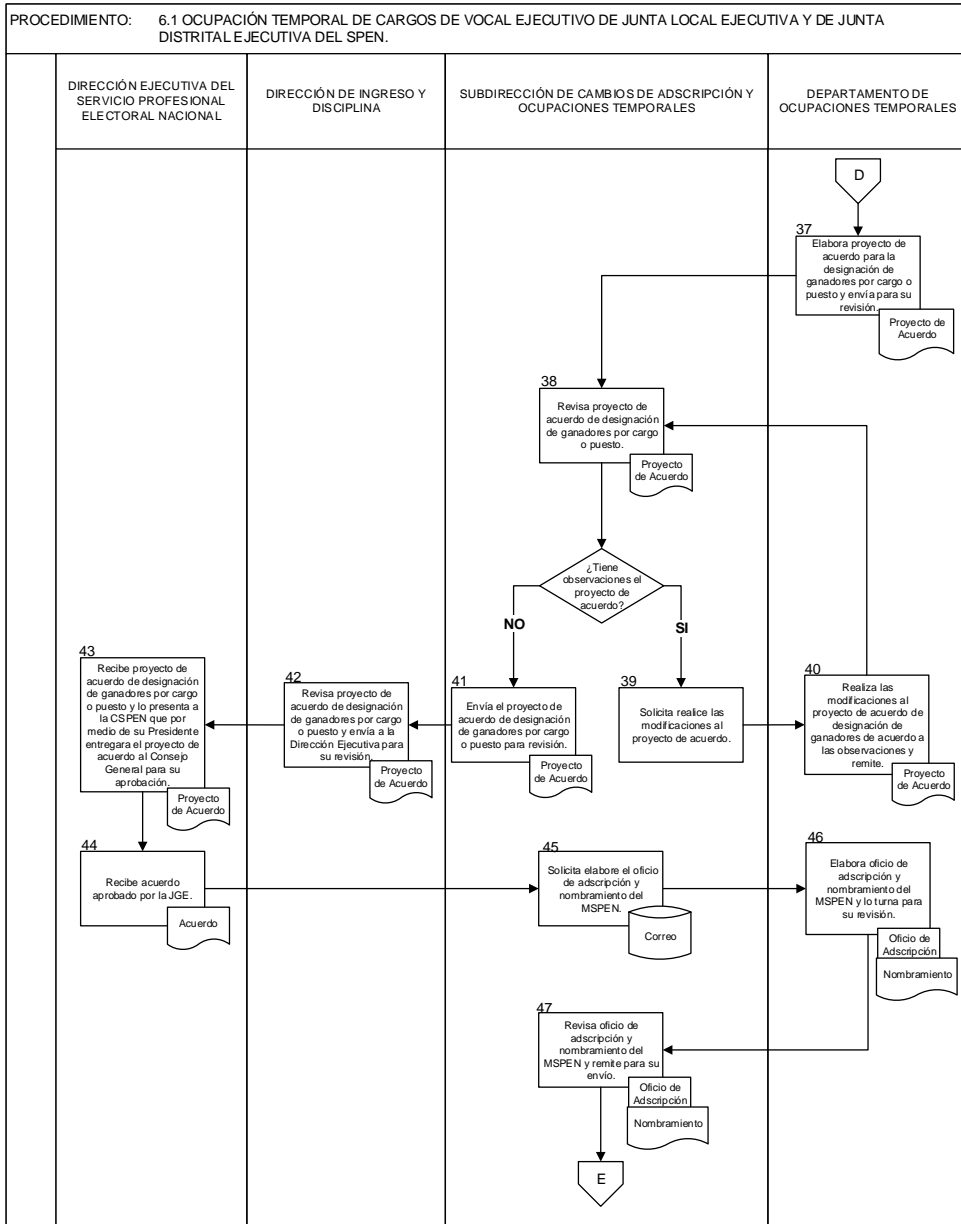 PROCEDIMIENTO: 6.1 OCUPACIÓN TEMPORAL DE CARGOS DE VOCAL EJECUTIVO DE JUNTA LOCAL EJECUTIVA Y DE JUNTA
DISTRITAL EJECUTIVA DEL SPEN.
DIRECCIÓN EJECUTIVA DEL
SERVICIO PROFESIONAL
ELECTORAL NACIONAL
DIRECCIÓN DE INGRESO Y
DISCIPLINA
SUBDIRECCIÓN DE CAMBIOS DE ADSCRIPCIÓN Y
OCUPACIONES TEMPORALES
DEPARTAMENTO DE
OCUPACIONES TEMPORALES
D
37
Elabora proyecto de
acuerdo para la
designación de
ganadores por cargo o
puesto y envía para su
revisión.
Proyecto de
Acuerdo
38
Revisa proyecto de
acuerdo de designación
de ganadores por cargo
o puesto.
Proyecto
de Acuerdo
¿Tiene
observaciones el
proyecto de
acuerdo?
NO
SI
43
Recibe proyecto de
acuerdo de designación
de ganadores por cargo
o puesto y lo presenta a
la CSPEN que por
medio de su Presidente
entregara el proyecto de
acuerdo al Consejo
General para su
aprobación.
Proyecto
de Acuerdo
42
Revisa proyecto de
acuerdo de designación
de ganadores por cargo
o puesto y envía a la
Dirección Ejecutiva para
su revisión.
Proyecto
de Acuerdo
41
Envía el proyecto de
acuerdo de designación
de ganadores por cargo
o puesto para revisión.
Proyecto
de Acuerdo
39
Solicita realice las
modificaciones al
proyecto de acuerdo.
40
Realiza las
modificaciones al
proyecto de acuerdo de
designación de
ganadores de acuerdo a
las observaciones y
remite.
Proyecto
de Acuerdo
44
Recibe acuerdo
aprobado por la JGE.
Acuerdo
45
Solicita elabore el oficio
de adscripción y
nombramiento del
MSPEN.
Correo
46
Elabora oficio de
adscripción y
nombramiento del
MSPEN y lo turna para
su revisión.
Oficio de
Adscripción
Nombramiento
47
Revisa oficio de
adscripción y
nombramiento del
MSPEN y remite para su
envío.
Oficio de
Adscripción
Nombramiento
E